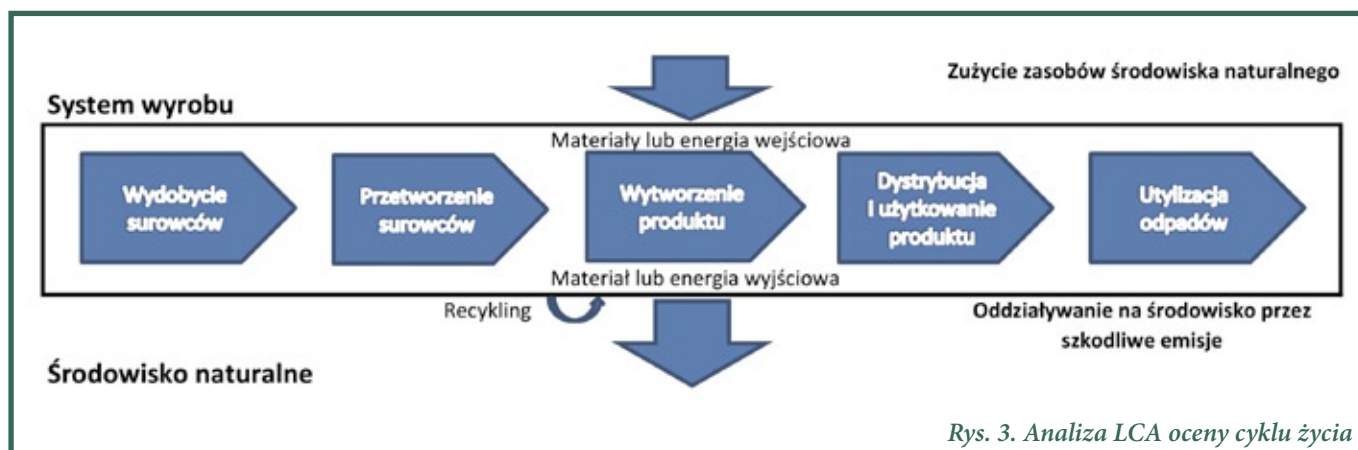 Zużycie zasobów środowiska naturalnego
System wyrobu
Materiały lub energia wejściowa
Wydobycie
surowców
Przetworzenie
surowców
Wytworzenie
produktu
Dystrybucja
i użytkowanie
produktu
Utylizacja
odpadów
Materiał lub energia wyjściowa
Recykling
Oddziaływanie na środowisko przez
szkodliwe emisje
Środowisko naturalne
Rys. 3. Analiza LCA oceny cyklu życia